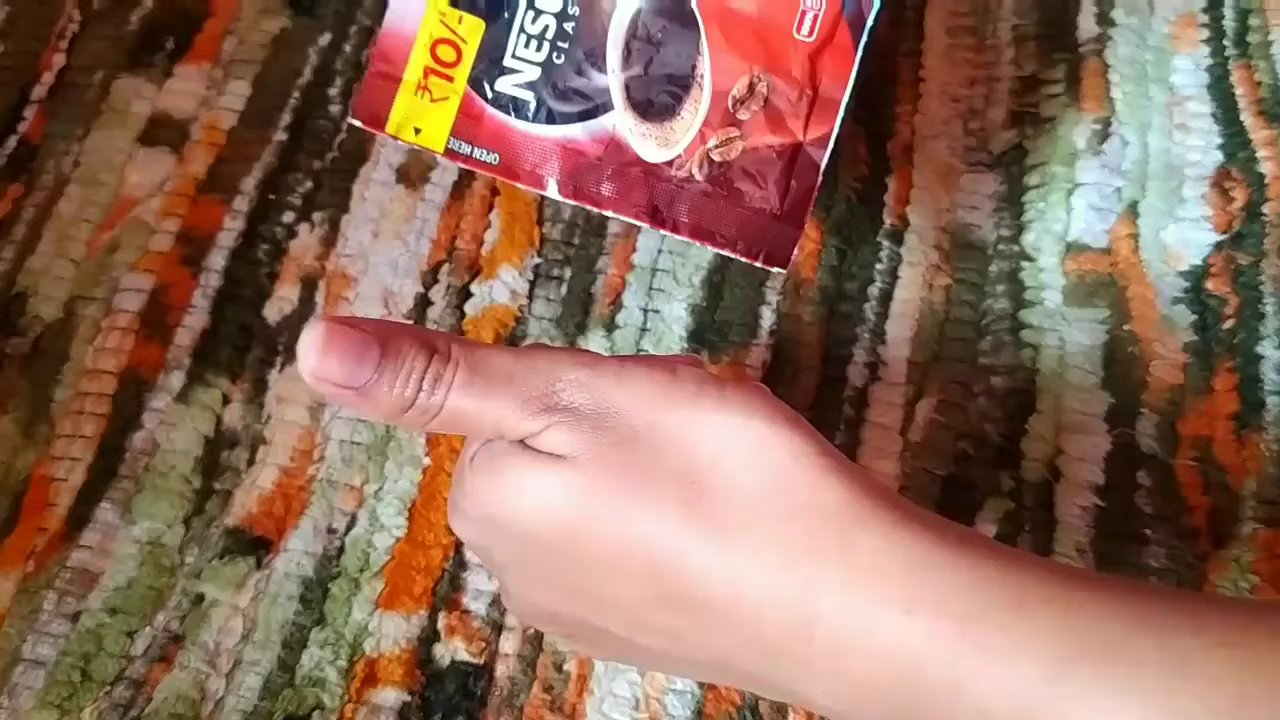 ₹10/-
NESC
CLAS
OPEN HERE